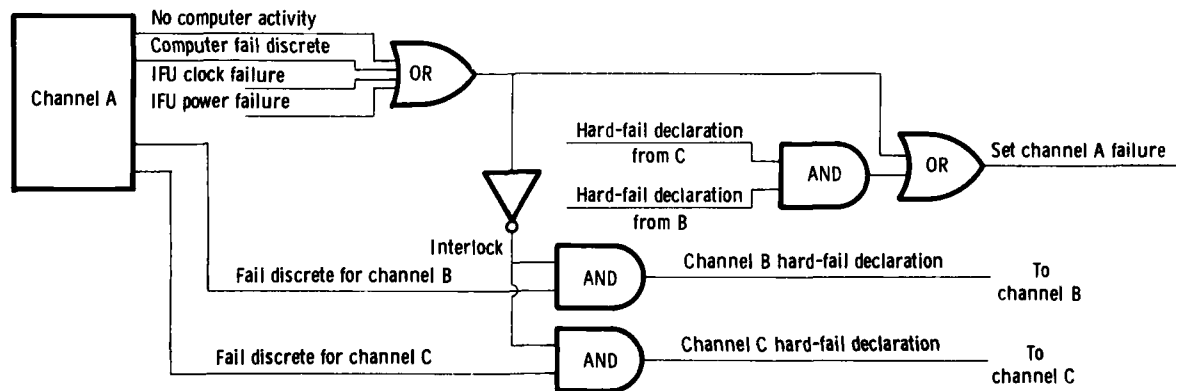 No computer activity
Computer fail discrete
IFU clock failure
IFU power failure
Channel A
OR
Hard-fail declaration
from C
Hard-fail declaration
from B
AND
OR
Set channel A failure
Interlock
Fail discrete for channel B
AND
Channel B hard-fail declaration
To
channel B
Fail discrete for channel C
AND
Channel C hard-fail declaration
To
channel C